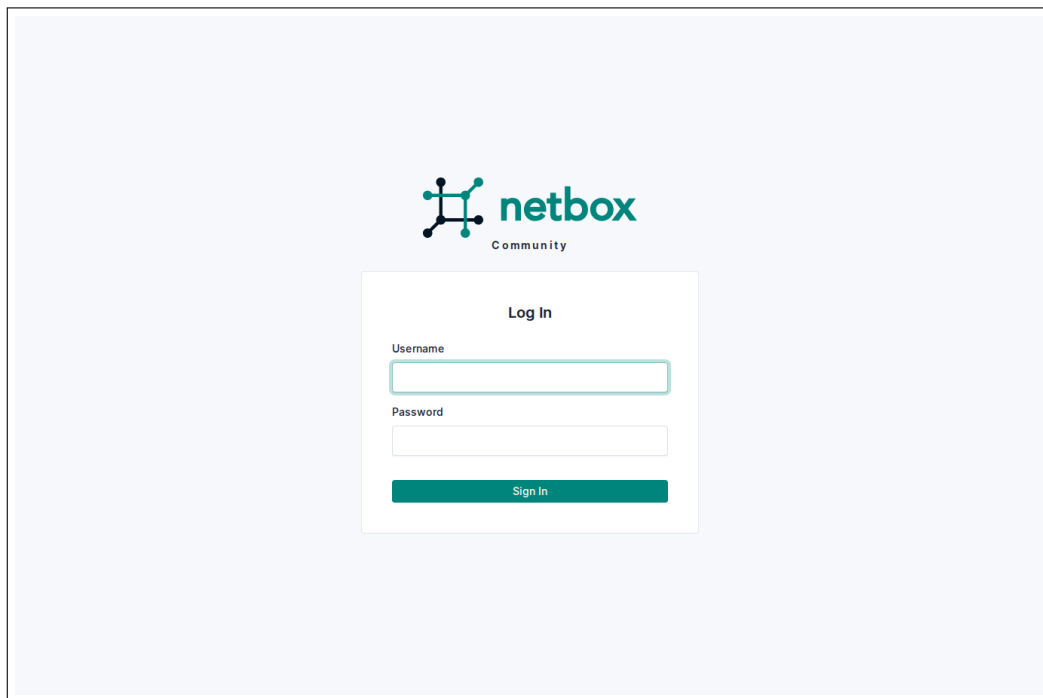 netbox
Community
Log In
Username
Password
Sign In